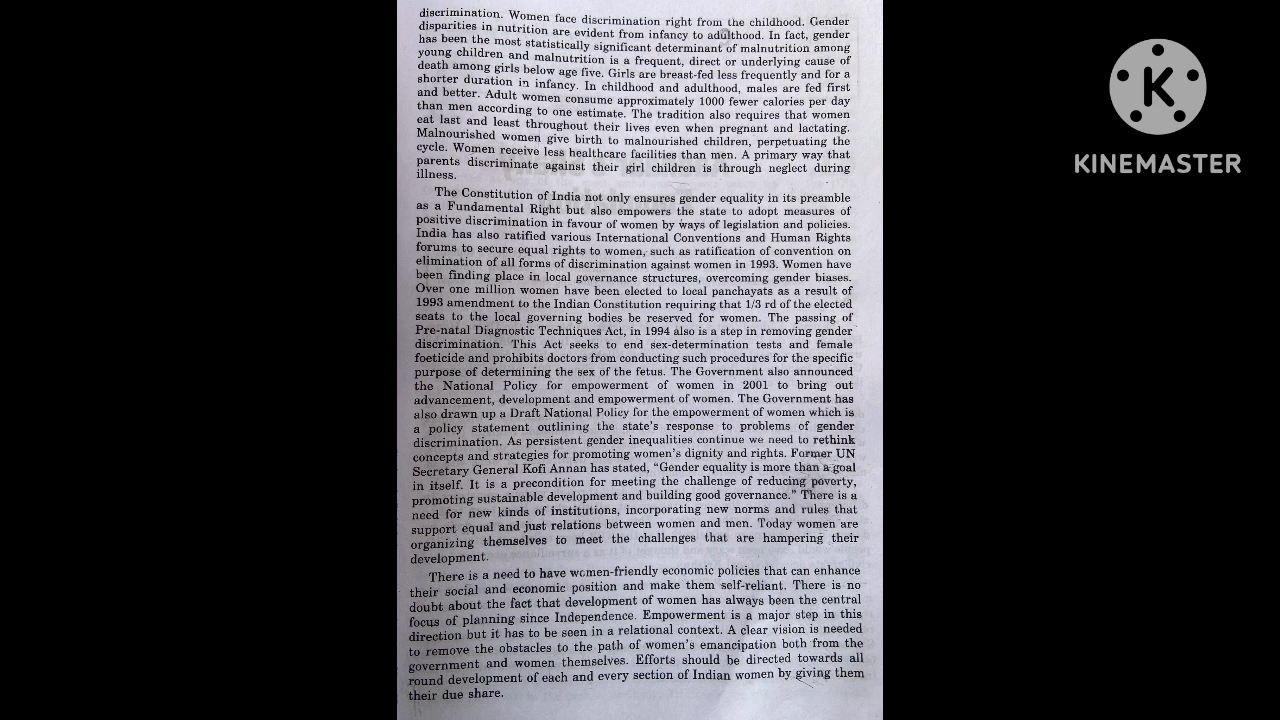 discrimination. Women face discrimination right from the childhood. Gender
disparities in nutrition are evident from infancy to adulthood. In fact, gender
has been the most statistically significant determinant of malnutrition among
young children and malnutrition is a frequent, direct or underlying cause of
death among girls below age five. Girls are breast-fed less frequently and for a
shorter duration in infancy. In childhood and adulthood, males are fed first
and better. Adult women consume approximately 1000 fewer calories per day
than men according to one estimate. The tradition also requires that women
eat last and least throughout their lives even when pregnant and lactating.
Malnourished women give birth to malnourished children, perpetuating the
cycle. Women receive less healthcare facilities than men. A primary way that
parents discriminate against their girl children is through neglect during
illness.
The Constitution of India not only ensures gender equality in its preamble
as a Fundamental Right but also empowers the state to adopt measures of
positive discrimination in favour of women by ways of legislation and policies.
India has also ratified various International Conventions and Human Rights
forums to secure equal rights to women, such as ratification of convention on
elimination of all forms of discrimination against women in 1993. Women have
been finding place in local governance structures, overcoming gender biases.
Over one million women have been elected to local panchayats as a result of
1993 amendment to the Indian Constitution requiring that 1/3 rd of the elected
seats to the local governing bodies be reserved for women. The passing of
Pre-natal Diagnostic Techniques Act, in 1994 also is a step in removing gender
discrimination. This Act seeks to end sex-determination tests and female
foeticide and prohibits doctors from conducting such procedures for the specific
purpose of determining the sex of the fetus. The Government also announced
the National Policy for empowerment of women in 2001 to bring out
advancement, development and empowerment of women. The Government has
also drawn up a Draft National Policy for the empowerment of women which is
a policy statement outlining the state's response to problems of gender
discrimination. As persistent gender inequalities continue we need to rethink
concepts and strategies for promoting women's dignity and rights. Former UN
Secretary General Kofi Annan has stated, "Gender equality is more than a goal
in itself. It is a precondition for meeting the challenge of reducing poverty,
promoting sustainable development and building good governance." There is a
need for new kinds of institutions, incorporating new norms and rules that
support equal and just relations between women and men. Today women are
organizing themselves to meet the challenges that are hampering their
development.
There is a need to have women-friendly economic policies that can enhance
their social and economic position and make them self-reliant. There is no
doubt about the fact that development of women has always been the central
focus of planning since Independence. Empowerment is a major step in this
direction but it has to be seen in a relational context. A clear vision is needed
to remove the obstacles to the path of women's emancipation both from the
government and women themselves. Efforts should be directed towards all
round development of each and every section of Indian women by giving them
their due share.
K
KINEMASTER